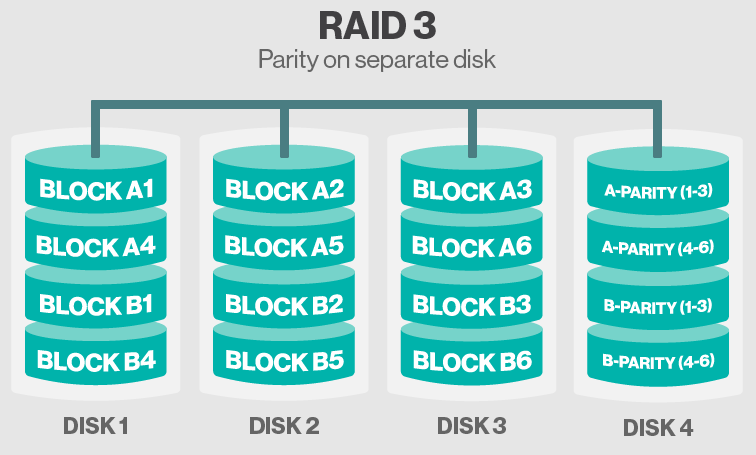 RAID 3
Parity on separate disk
BLOCK A1
BLOCK A4
BLOCK B1
BLOCK B4
DISK 1
BLOCK A2
BLOCK A5
BLOCK B2
BLOCK B5
DISK 2
BLOCK A3
BLOCK A6
BLOCK B3
BLOCK B6
DISK 3
A-PARITY (1-3)
A-PARITY (4-6)
B-PARITY (1-3)
B-PARITY (4-6)
DISK 4